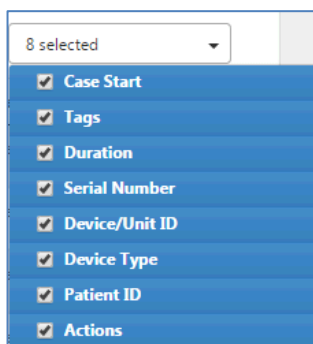 8 selected
Case Start
Tags
Duration
Serial Number
Device/Unit ID
Device Type
Patient ID
Actions